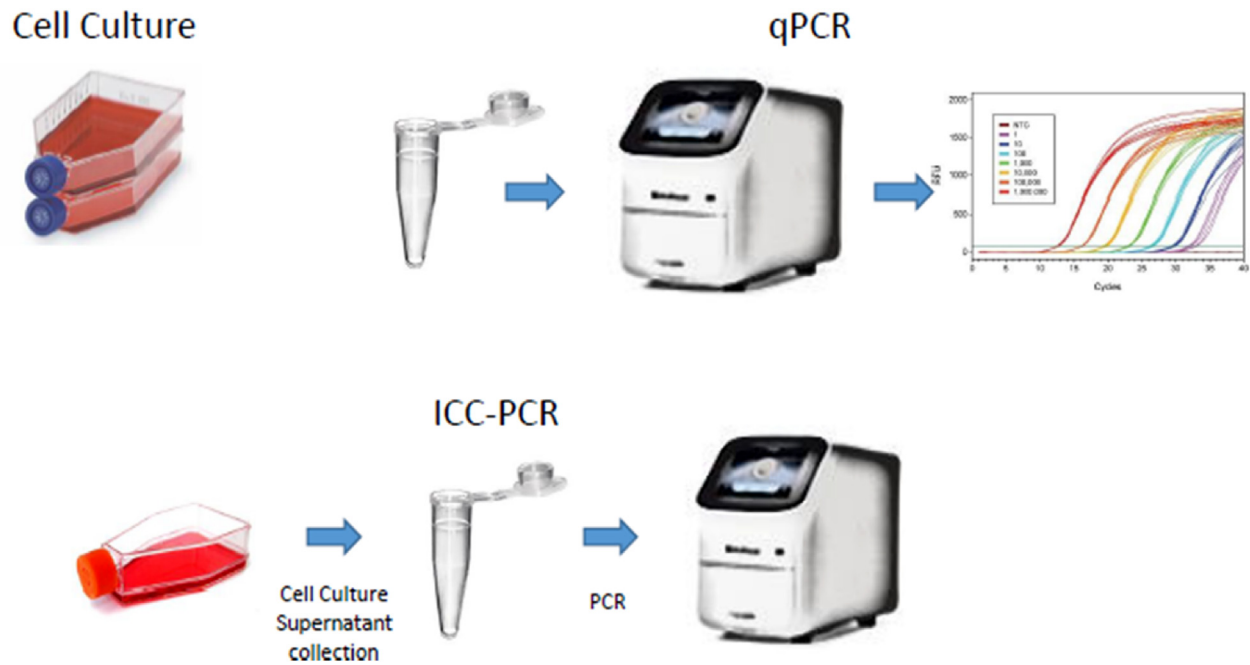 Cell Culture
qPCR
2000
1500
1000
500
0
RFU
NTC
1
10
100
1,000
10,000
100,000
1,000,000
0 5 10 15 20 25 30 35 40
Cycles
ICC-PCR
Cell Culture
Supernatant
collection
PCR